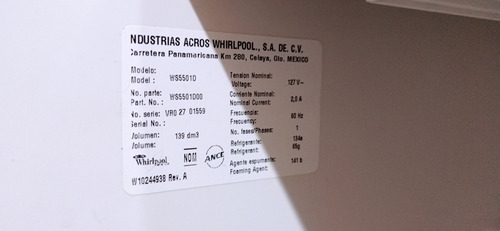 NDUSTRIAS ACROS WHIRLPOOL., S.A. DE. C.V.
Carretera Panamericana Km 280, Celaya, Gto. MEXICO
Modelo:
Model : WS5501D
No. parte:
Part. No.: WS5501D00
No. serie: VR0 27 01559
Serial No.:
Volumen: 139 dm3
Volume:
Tension Nominal:
Voltage: 127 V~
Corriente Nominal:
Nominal Current: 2,0 A
Frecuencia: 60 Hz
Frequency:
No. fases/Phases: 1
Refrigerante: 134a
Refrigerant: 85g
Agente espumante: 141 b
Foaming Agent:
Whirlpool NOM ANCE
W10244938 Rev. A